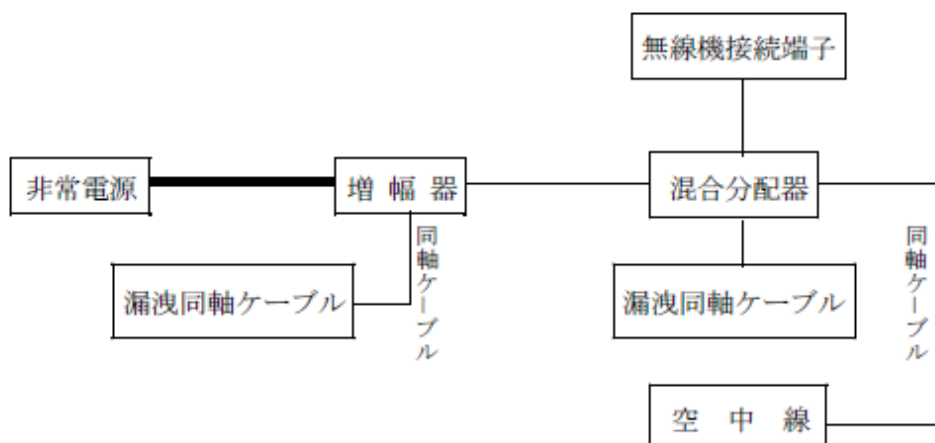 無線機接続端子
非常電源
増幅器
混合分配器
同軸ケーブル
同軸ケーブル
漏洩同軸ケーブル
漏洩同軸ケーブル
空中線